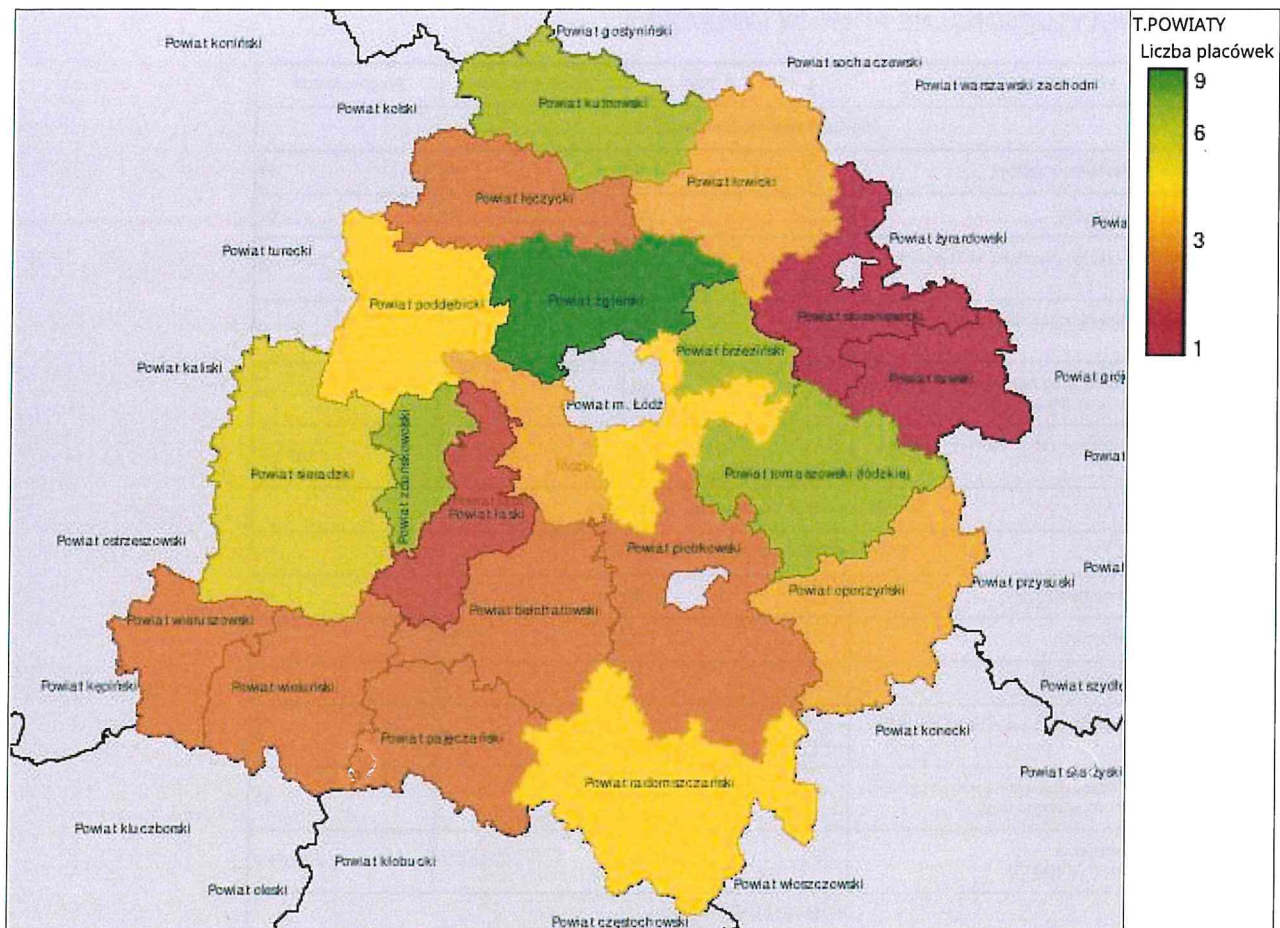 T.POWIATY
Liczba placówek
9
6
3
1
Powiat gostyniński
Powiat koniński
Powiat sochaczewski
Powiat warszawski zachodni
Powiat kolski
Powiat kutnowski
Powiat łowicki
Powiat łęczycki
Powia
Powiat żyrardowski
Powiat turecki
Powiat poddębicki
Powiat zgierski
Powiat skierniewicki
Powiat brzeziński
Powiat kaliski
Powiat rawski
Powiat grój
Powiat m. Łódź
Powiat sieradzki
Powiat zduńskowolski
Powiat tomaszowski (łódzkie)
Powiat
Powiat łaski
Powiat ostrzeszowski
Powiat piotrkowski
Powiat
Powiat przysuski
Powiat opoczyński
Powiat bełchatowski
Powiat wieruszowski
Powiat kępiński
Powiat wieluński
Powiat szydło
Powiat konecki
Powiat pajęczański
Powiat skarżyski
Powiat radomszczański
Powiat kluczborski
Powiat kłobucki
Powiat oleski
Powiat włoszczowski
Powiat częstochowski